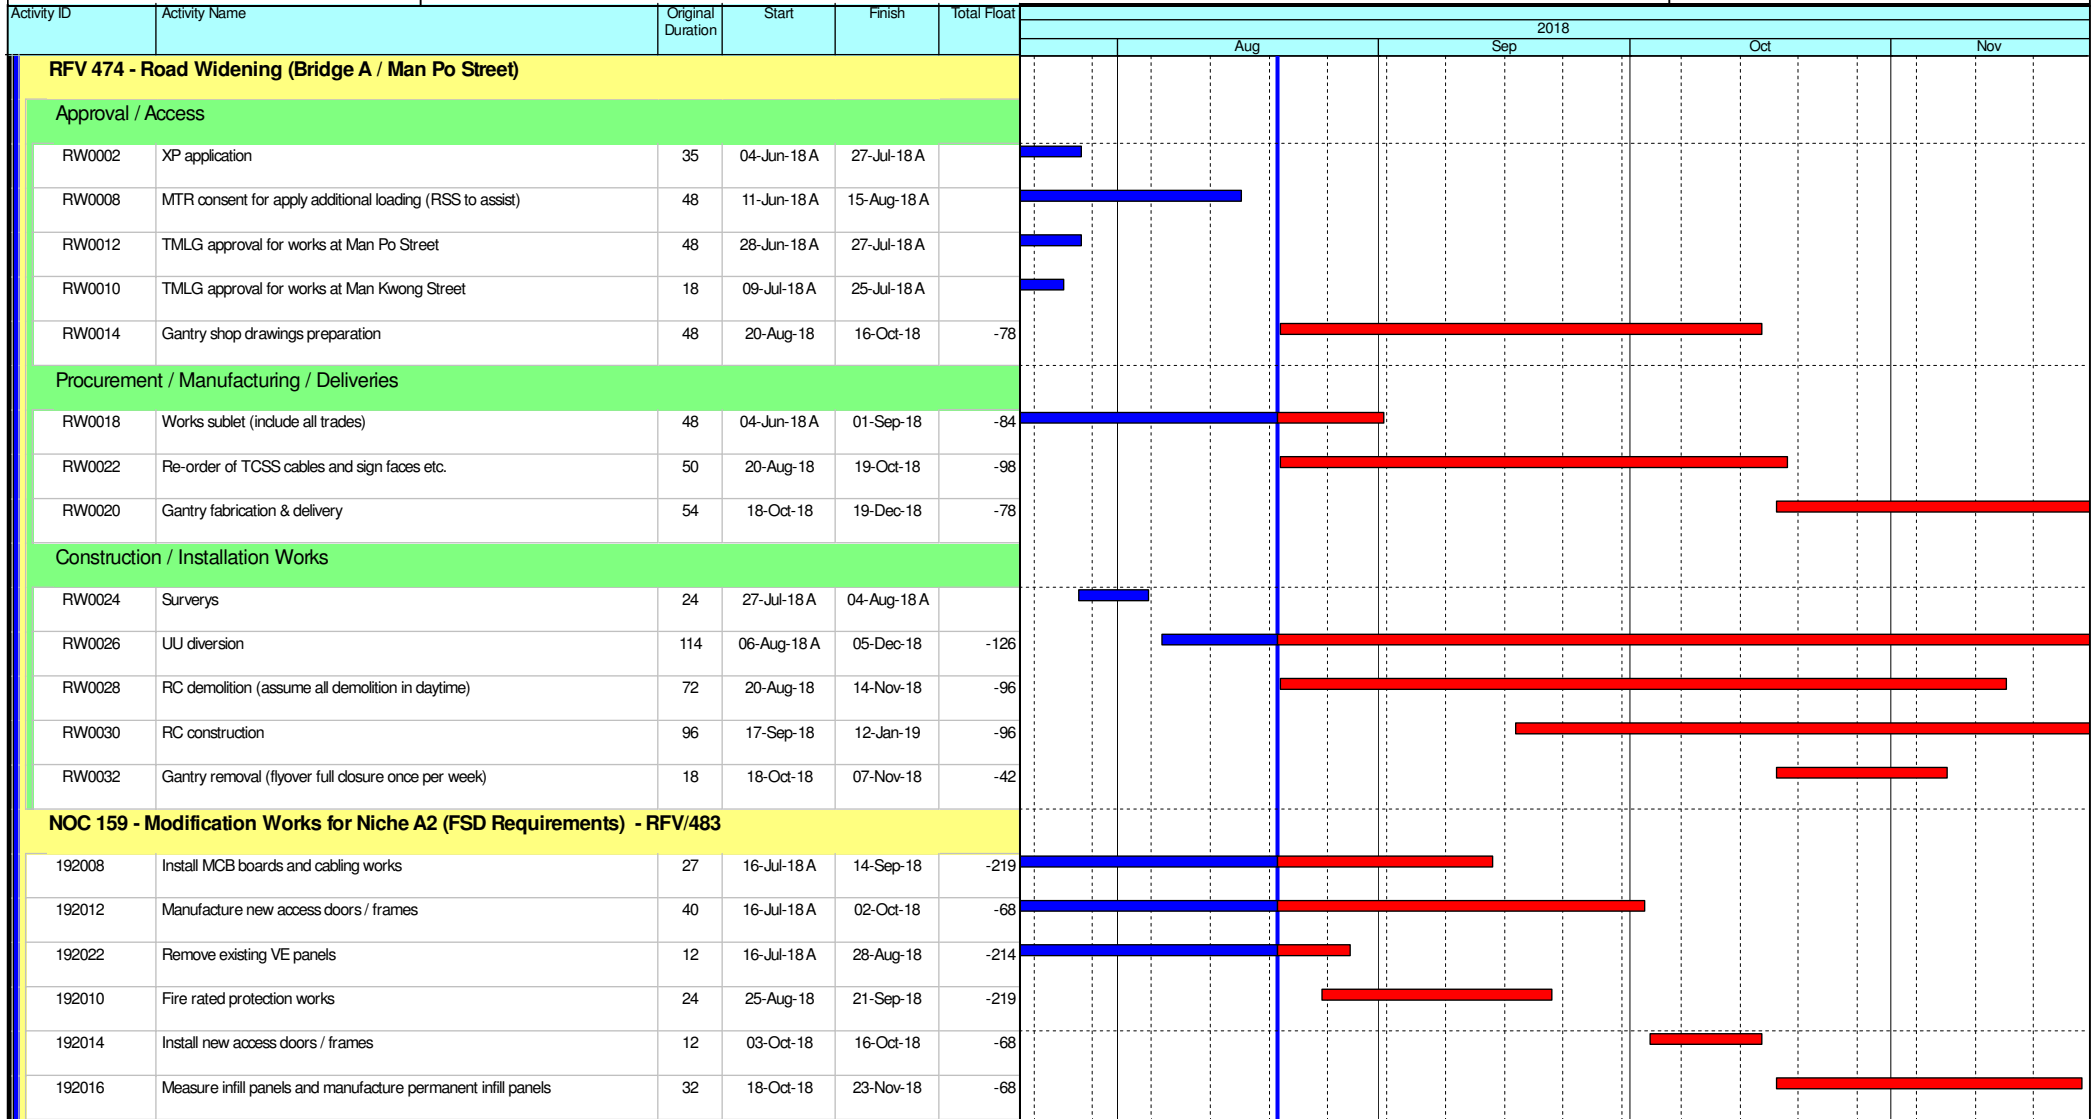 Activity ID Activity Name Original Duration Start Finish Total Float
2018
Aug Sep Oct Nov
RFV 474 - Road Widening (Bridge A / Man Po Street)
Approval / Access
RW0002 XP application 35 04-Jun-18 A 27-Jul-18 A
RW0008 MTR consent for apply additional loading (RSS to assist) 48 11-Jun-18 A 15-Aug-18 A
RW0012 TMLG approval for works at Man Po Street 48 28-Jun-18 A 27-Jul-18 A
RW0010 TMLG approval for works at Man Kwong Street 18 09-Jul-18 A 25-Jul-18 A
RW0014 Gantry shop drawings preparation 48 20-Aug-18 16-Oct-18 -78
Procurement / Manufacturing / Deliveries
RW0018 Works sublet (include all trades) 48 04-Jun-18 A 01-Sep-18 -84
RW0022 Re-order of TCSS cables and sign faces etc. 50 20-Aug-18 19-Oct-18 -98
RW0020 Gantry fabrication & delivery 54 18-Oct-18 19-Dec-18 -78
Construction / Installation Works
RW0024 Surverys 24 27-Jul-18 A 04-Aug-18 A
RW0026 UU diversion 114 06-Aug-18 A 05-Dec-18 -126
RW0028 RC demolition (assume all demolition in daytime) 72 20-Aug-18 14-Nov-18 -96
RW0030 RC construction 96 17-Sep-18 12-Jan-19 -96
RW0032 Gantry removal (flyover full closure once per week) 18 18-Oct-18 07-Nov-18 -42
NOC 159 - Modification Works for Niche A2 (FSD Requirements) - RFV/483
192008 Install MCB boards and cabling works 27 16-Jul-18 A 14-Sep-18 -219
192012 Manufacture new access doors / frames 40 16-Jul-18 A 02-Oct-18 -68
192022 Remove existing VE panels 12 16-Jul-18 A 28-Aug-18 -214
192010 Fire rated protection works 24 25-Aug-18 21-Sep-18 -219
192014 Install new access doors / frames 12 03-Oct-18 16-Oct-18 -68
192016 Measure infill panels and manufacture permanent infill panels 32 18-Oct-18 23-Nov-18 -68